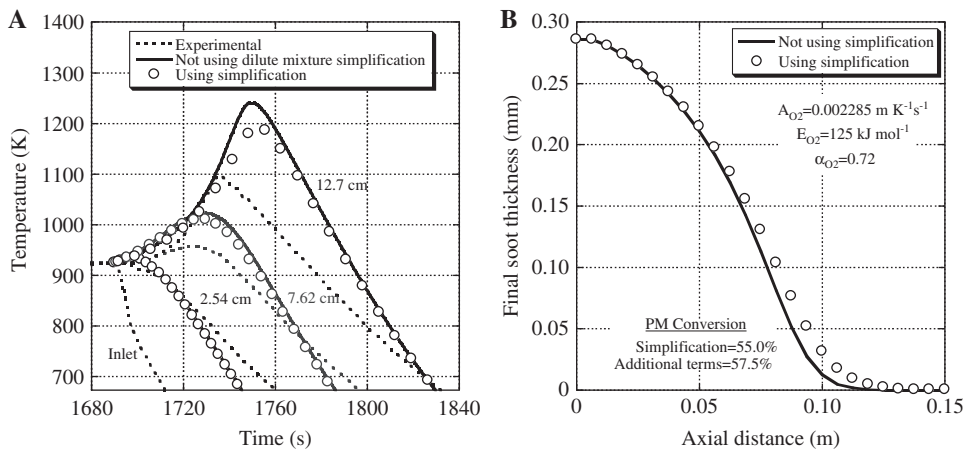 A
1400
1300
1200
1100
1000
900
800
700
Temperature (K)
Experimental
Not using dilute mixture simplification
Using simplification
12.7 cm
7.62 cm
2.54 cm
Inlet
1680
1720
1760
1800
1840
Time (s)
B
0.30
0.25
0.20
0.15
0.10
0.05
0
Final soot thickness (mm)
Not using simplification
Using simplification
A_O2=0.002285 m K⁻¹s⁻¹
E_O2=125 kJ mol⁻¹
α_O2=0.72
PM Conversion
Simplification=55.0%
Additional terms=57.5%
0
0.05
0.10
0.15
Axial distance (m)